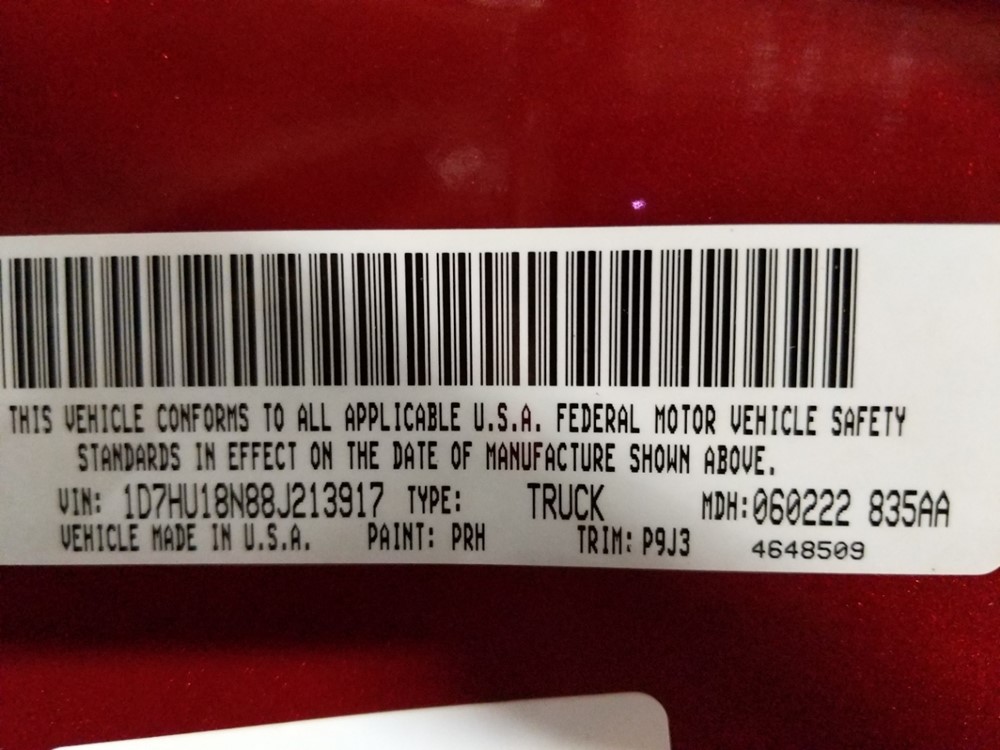 THIS VEHICLE CONFORMS TO ALL APPLICABLE U.S.A. FEDERAL MOTOR VEHICLE SAFETY
STANDARDS IN EFFECT ON THE DATE OF MANUFACTURE SHOWN ABOVE.
VIN: 1D7HU18N88J213917 TYPE: TRUCK MDH:060222 835AA
VEHICLE MADE IN U.S.A. PAINT: PRH TRIM: P9J3 4648509